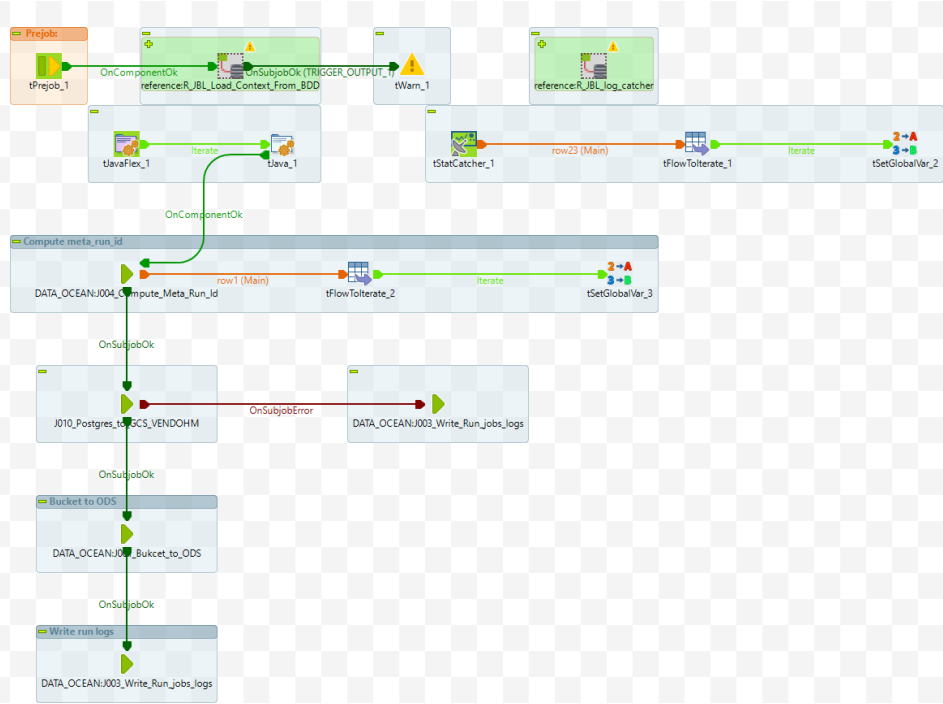 Prejob:
OnComponentOk
OnSubjobOk (TRIGGER_OUTPUT_1)
tPrejob_1
reference:R_JBL_Load_Context_From_BDD
tWarn_1
reference:R_JBL_log_catcher
Iterate
row23 (Main)
Iterate
tJavaFlex_1
tJava_1
tStatCatcher_1
tFlowToIterate_1
tSetGlobalVar_2
OnComponentOk
Compute meta_run_id
row1 (Main)
Iterate
DATA_OCEAN:J004_Compute_Meta_Run_Id
tFlowToIterate_2
tSetGlobalVar_3
OnSubjobOk
OnSubjobError
J010_Postgres_to_GCS_VENDOHM
DATA_OCEAN:J003_Write_Run_jobs_logs
OnSubjobOk
Bucket to ODS
DATA_OCEAN:J001_Bukcet_to_ODS
OnSubjobOk
Write run logs
DATA_OCEAN:J003_Write_Run_jobs_logs